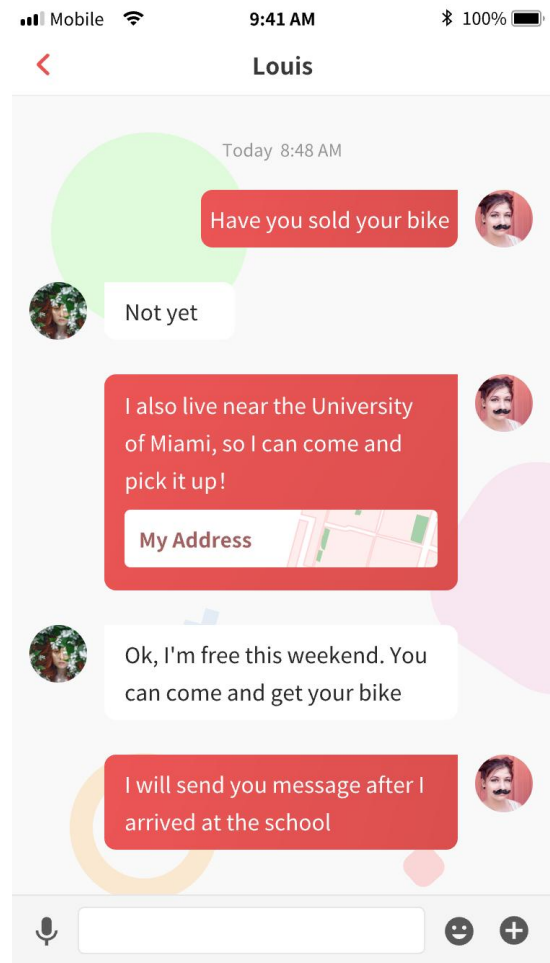 Mobile 9:41 AM 100%
Louis
Today 8:48 AM
Have you sold your bike
Not yet
I also live near the University
of Miami, so I can come and
pick it up!
My Address
Ok, I'm free this weekend. You
can come and get your bike
I will send you message after I
arrived at the school